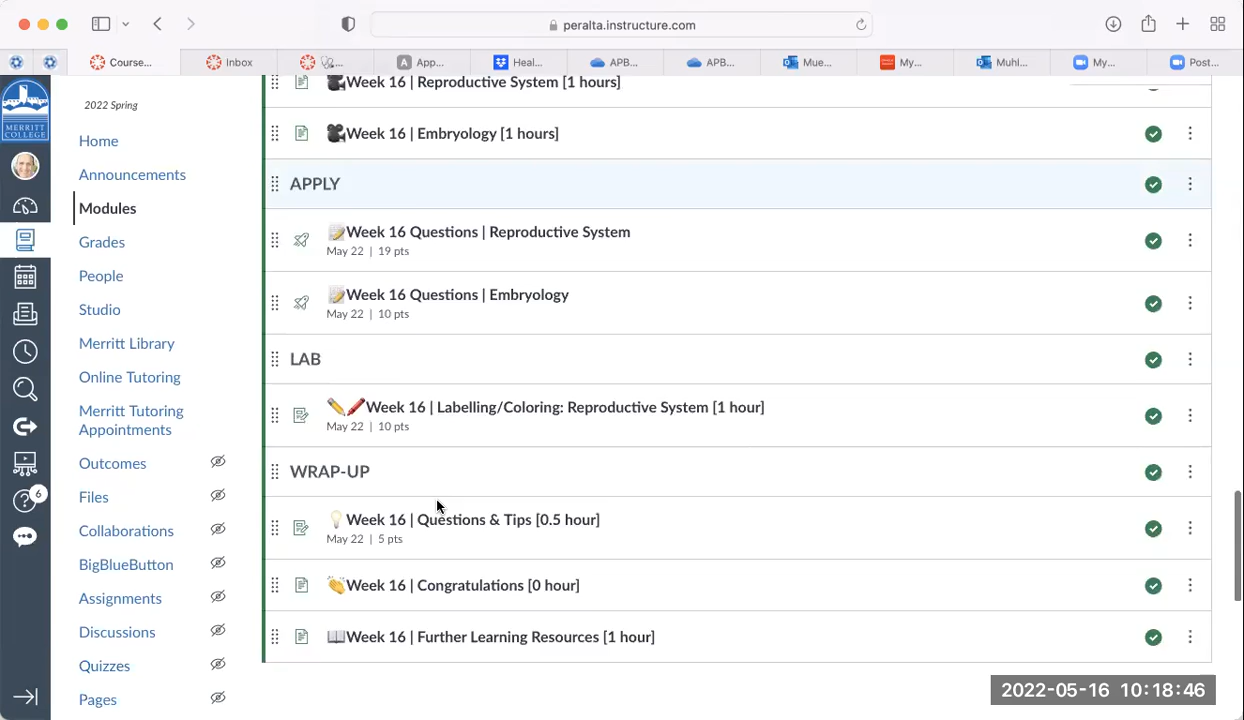 peralta.instructure.com
Course...
Inbox
App...
Heal...
APB...
APB...
Mue...
My...
Muhl...
My...
Post...
MERRITT
COLLEGE
2022 Spring
Home
Announcements
Modules
Grades
People
Studio
Merritt Library
Online Tutoring
Merritt Tutoring
Appointments
Outcomes
Files
Collaborations
BigBlueButton
Assignments
Discussions
Quizzes
Pages
6
Week 16 | Reproductive System [1 hours]
Week 16 | Embryology [1 hours]
APPLY
Week 16 Questions | Reproductive System
May 22 | 19 pts
Week 16 Questions | Embryology
May 22 | 10 pts
LAB
Week 16 | Labelling/Coloring: Reproductive System [1 hour]
May 22 | 10 pts
WRAP-UP
Week 16 | Questions & Tips [0.5 hour]
May 22 | 5 pts
Week 16 | Congratulations [0 hour]
Week 16 | Further Learning Resources [1 hour]
2022-05-16 10:18:46